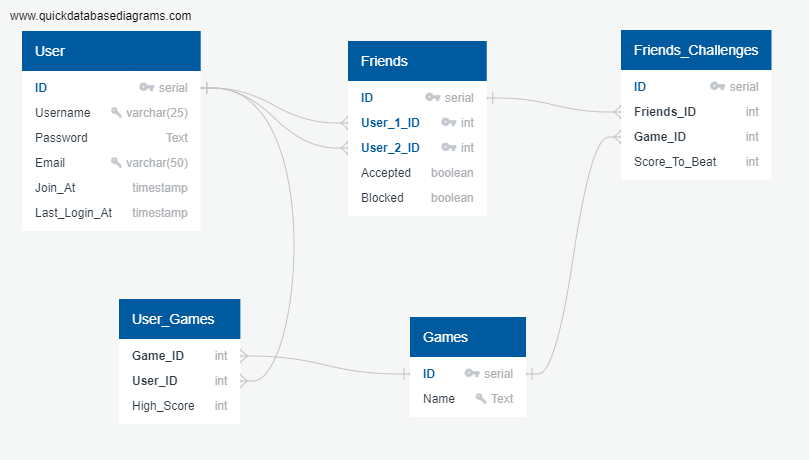 www.quickdatabasediagrams.com
User
ID serial
Username varchar(25)
Password Text
Email varchar(50)
Join_At timestamp
Last_Login_At timestamp
Friends
ID serial
User_1_ID int
User_2_ID int
Accepted boolean
Blocked boolean
Friends_Challenges
ID serial
Friends_ID int
Game_ID int
Score_To_Beat int
User_Games
Game_ID int
User_ID int
High_Score int
Games
ID serial
Name Text